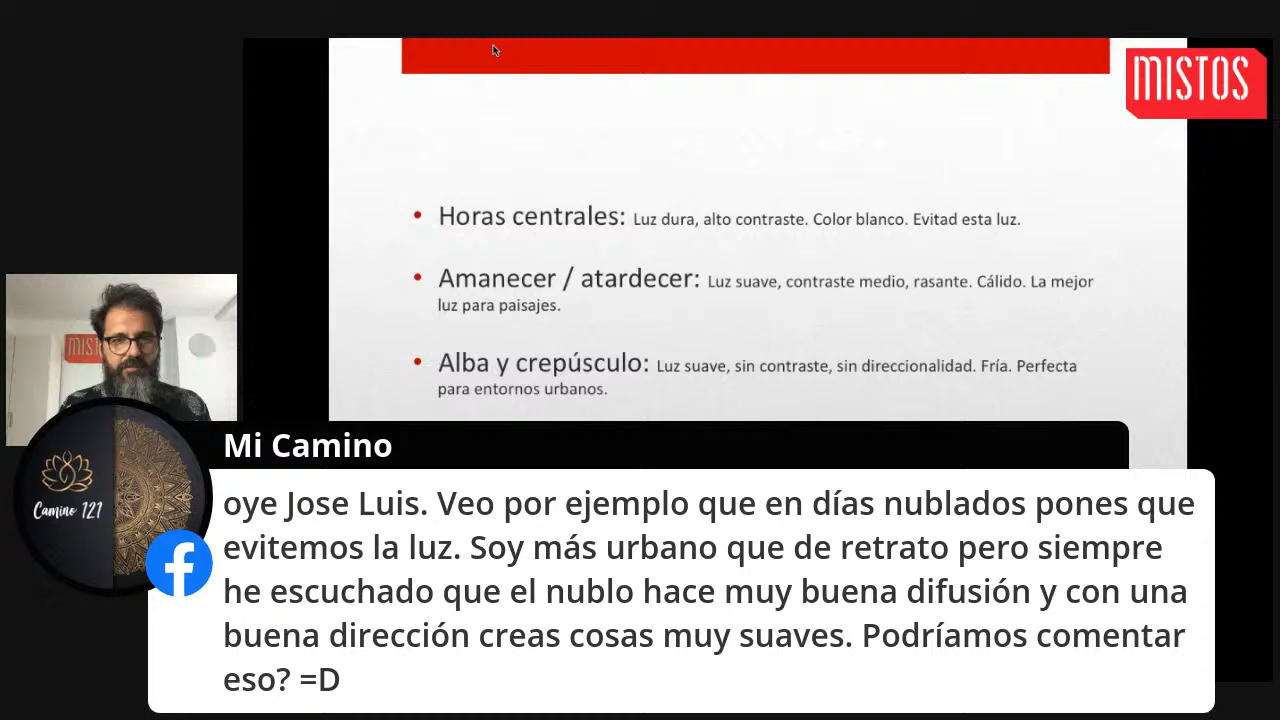 MISTOS
Horas centrales: Luz dura, alto contraste. Color blanco. Evitad esta luz.
Amanecer / atardecer: Luz suave, contraste medio, rasante. Cálido. La mejor
luz para paisajes.
Alba y crepúsculo: Luz suave, sin contraste, sin direccionalidad. Fría. Perfecta
para entornos urbanos.
MIST
Camino 121
Mi Camino
oye Jose Luis. Veo por ejemplo que en días nublados pones que
evitemos la luz. Soy más urbano que de retrato pero siempre
he escuchado que el nublo hace muy buena difusión y con una
buena dirección creas cosas muy suaves. Podríamos comentar
eso? =D